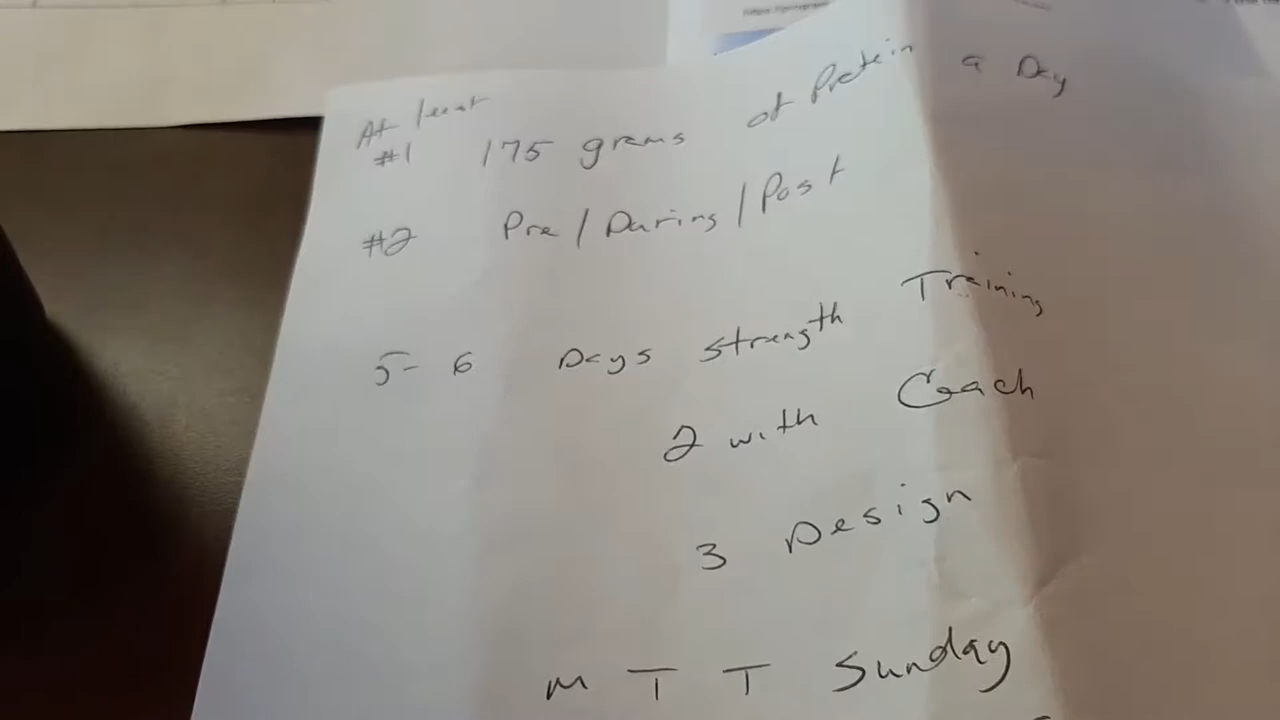 At least
#1 175 grams of Protein a Day
#2 Pre / During / Post
5-6 Days strength Training
2 with Coach
3 Design
M T T Sunday